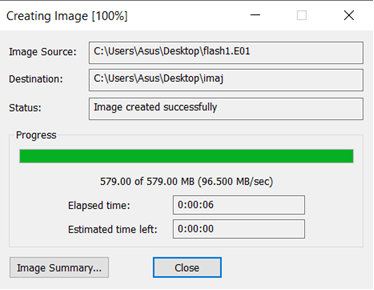 Creating Image [100%]
Image Source: C:\Users\Asus\Desktop\flash1.E01
Destination: C:\Users\Asus\Desktop\imaj
Status: Image created successfully
Progress
579.00 of 579.00 MB (96.500 MB/sec)
Elapsed time: 0:00:06
Estimated time left: 0:00:00
Image Summary... Close